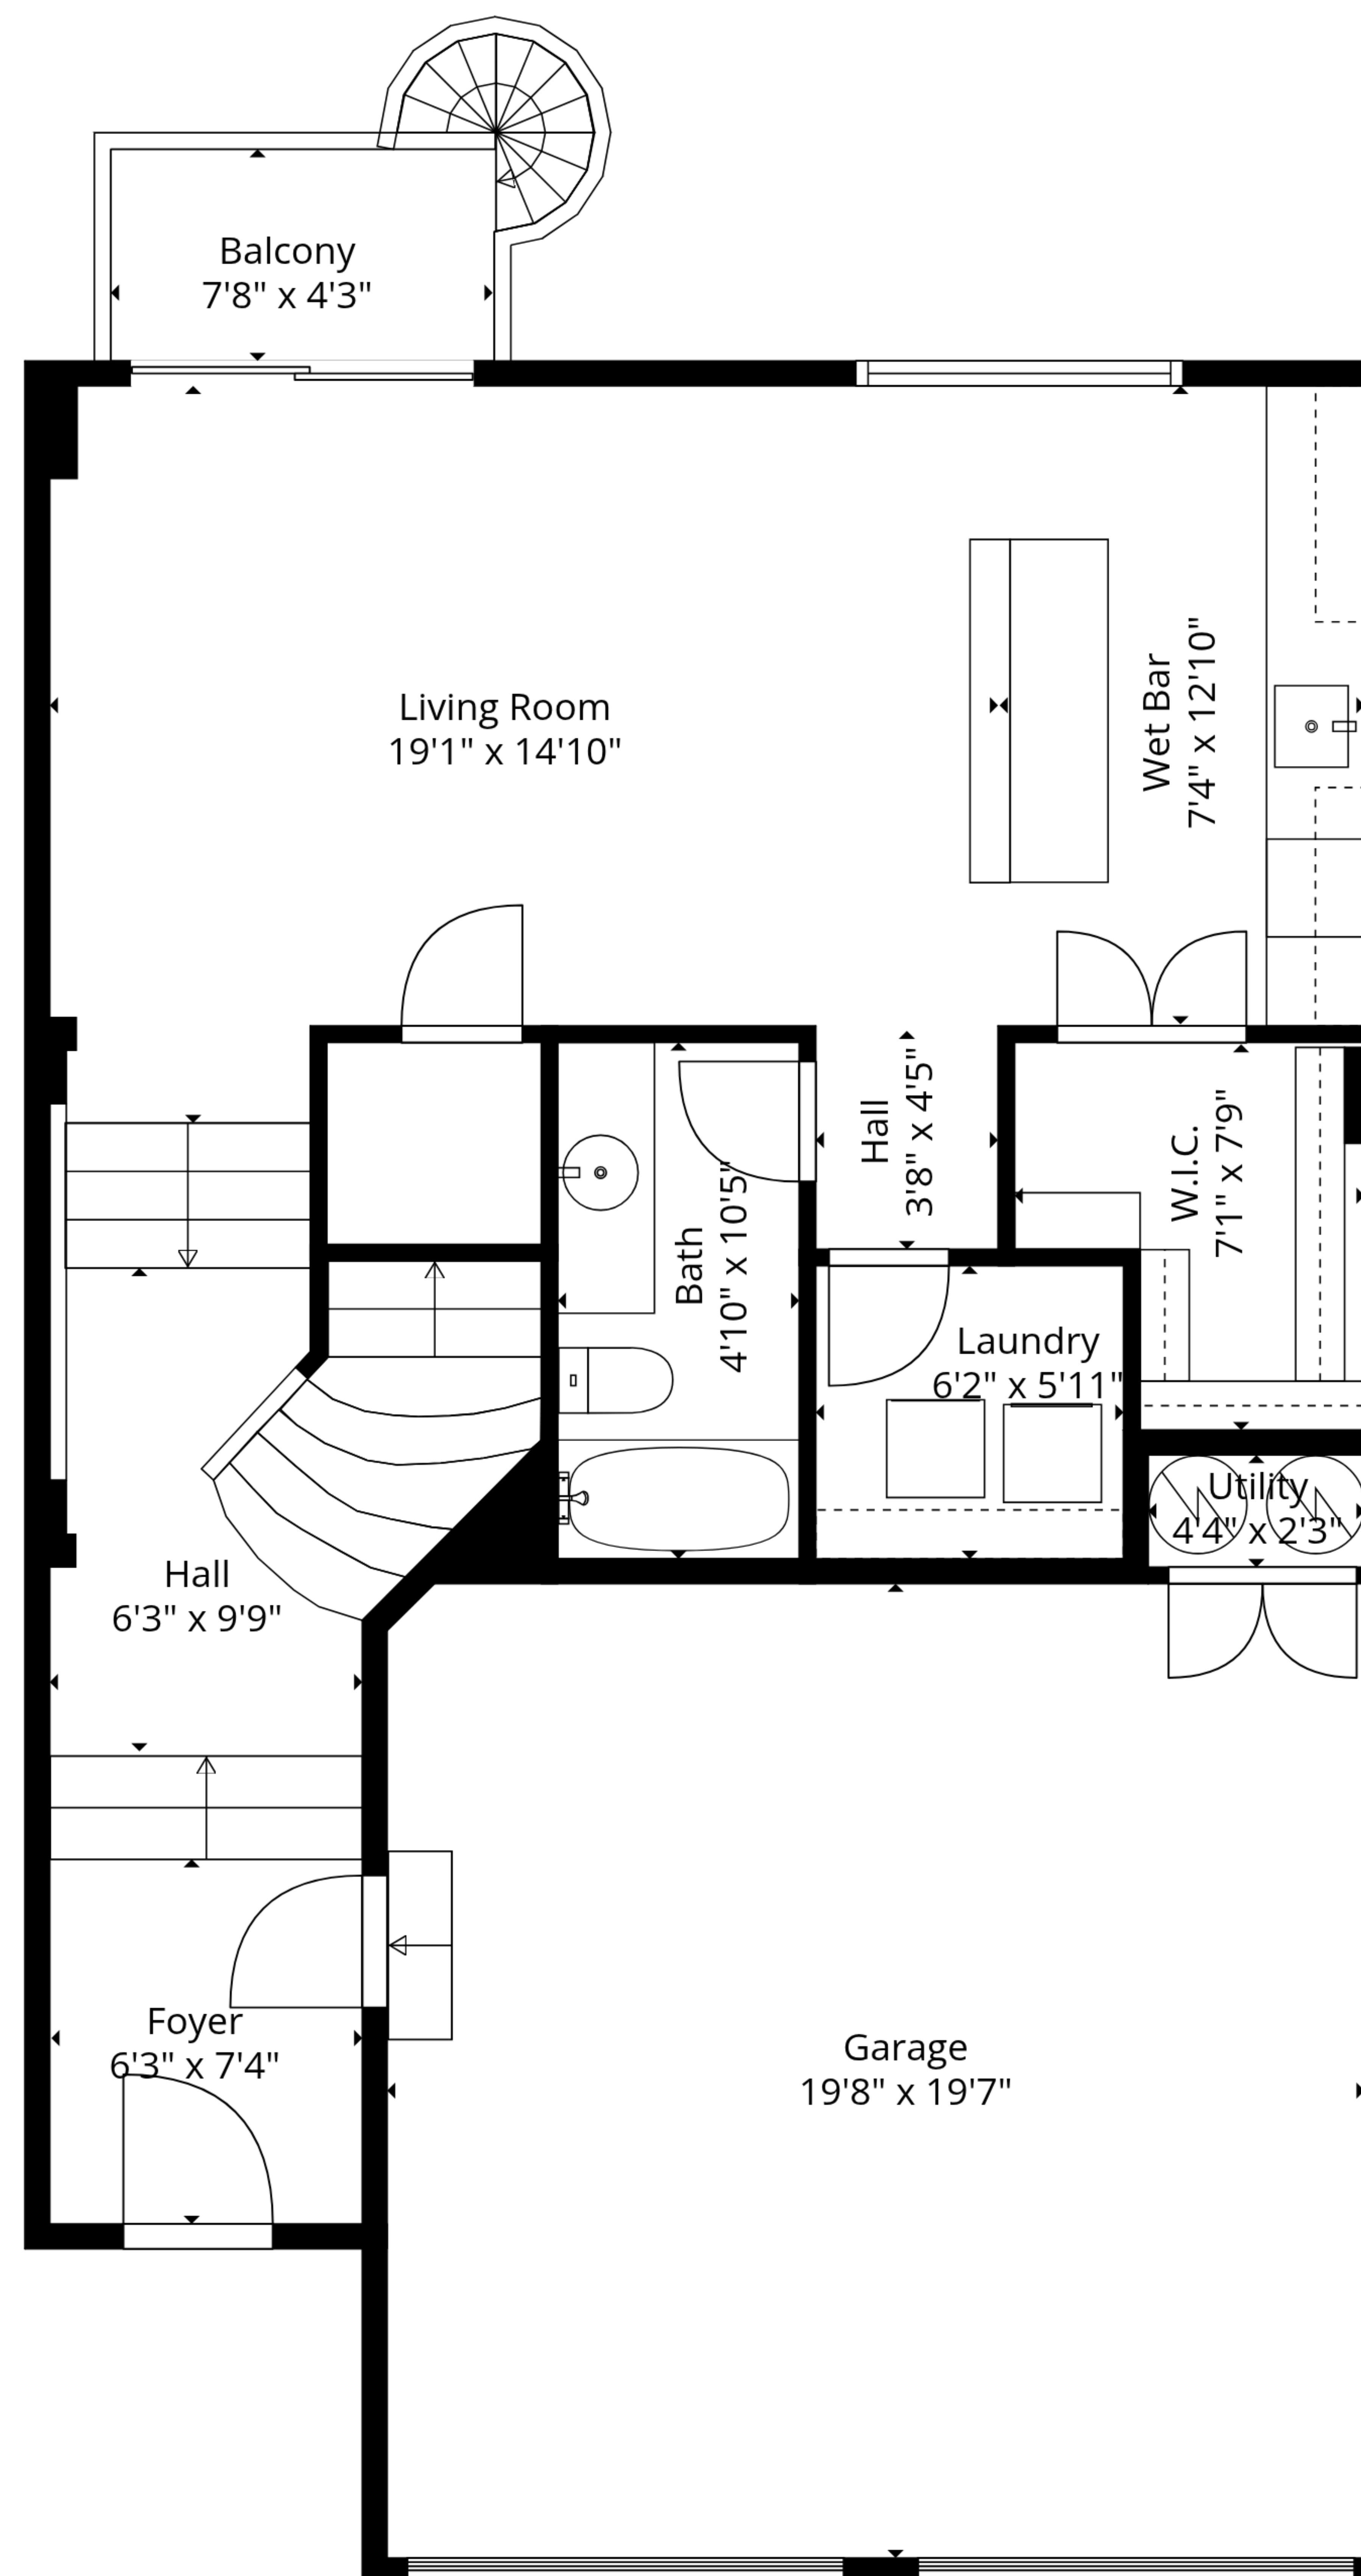 Balcony
7'8" x 4'3"
Living Room
19'1" x 14'10"
Wet Bar
7'4" x 12'10"
Hall
3'8" x 4'5"
W.I.C.
7'1" x 7'9"
Bath
4'10" x 10'5"
Laundry
6'2" x 5'11"
Utility
4'4" x 2'3"
Hall
6'3" x 9'9"
Foyer
6'3" x 7'4"
Garage
19'8" x 19'7"